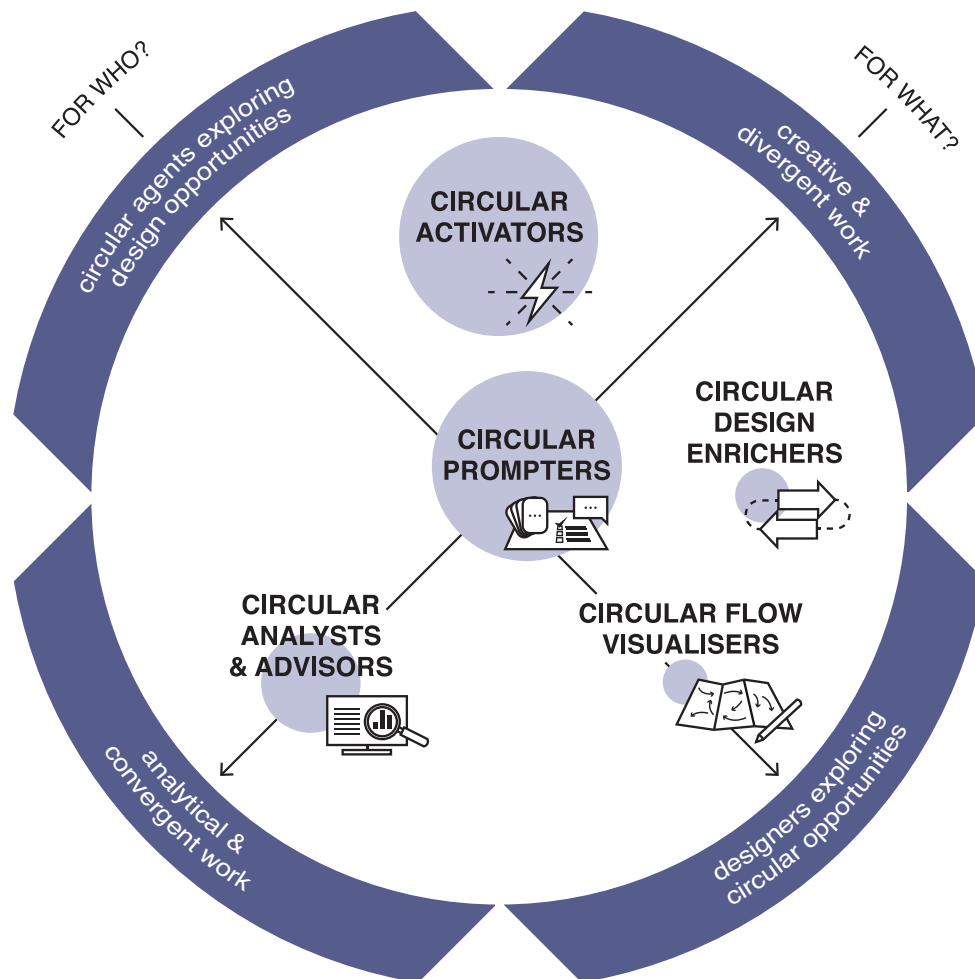 FOR WHO?
circular agents exploring
design opportunities
FOR WHAT?
creative &
divergent work
CIRCULAR
ACTIVATORS
CIRCULAR
PROMPTERS
CIRCULAR
DESIGN
ENRICHERS
CIRCULAR
ANALYSTS
& ADVISORS
CIRCULAR FLOW
VISUALISERS
analytical &
convergent work
designers exploring
circular opportunities